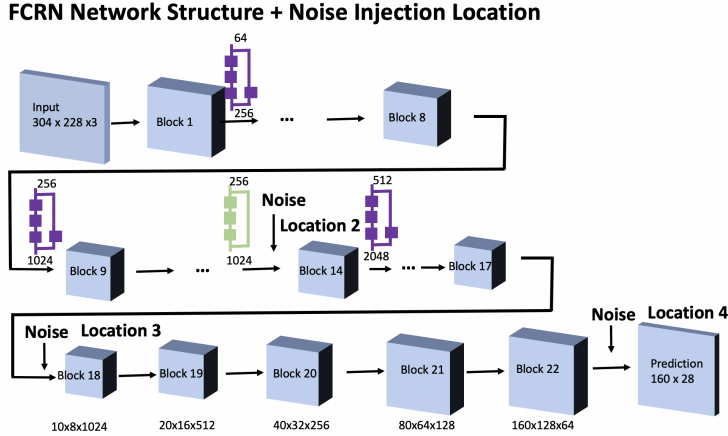 FCRN Network Structure + Noise Injection Location
64
Input
304 x 228 x3
Block 1
256
...
Block 8
256
256
Noise
512
Location 2
1024
Block 9
...
1024
Block 14
2048
...
Block 17
Noise
Location 3
Noise
Location 4
Block 18
Block 19
Block 20
Block 21
Block 22
Prediction
160 x 28
10x8x1024
20x16x512
40x32x256
80x64x128
160x128x64